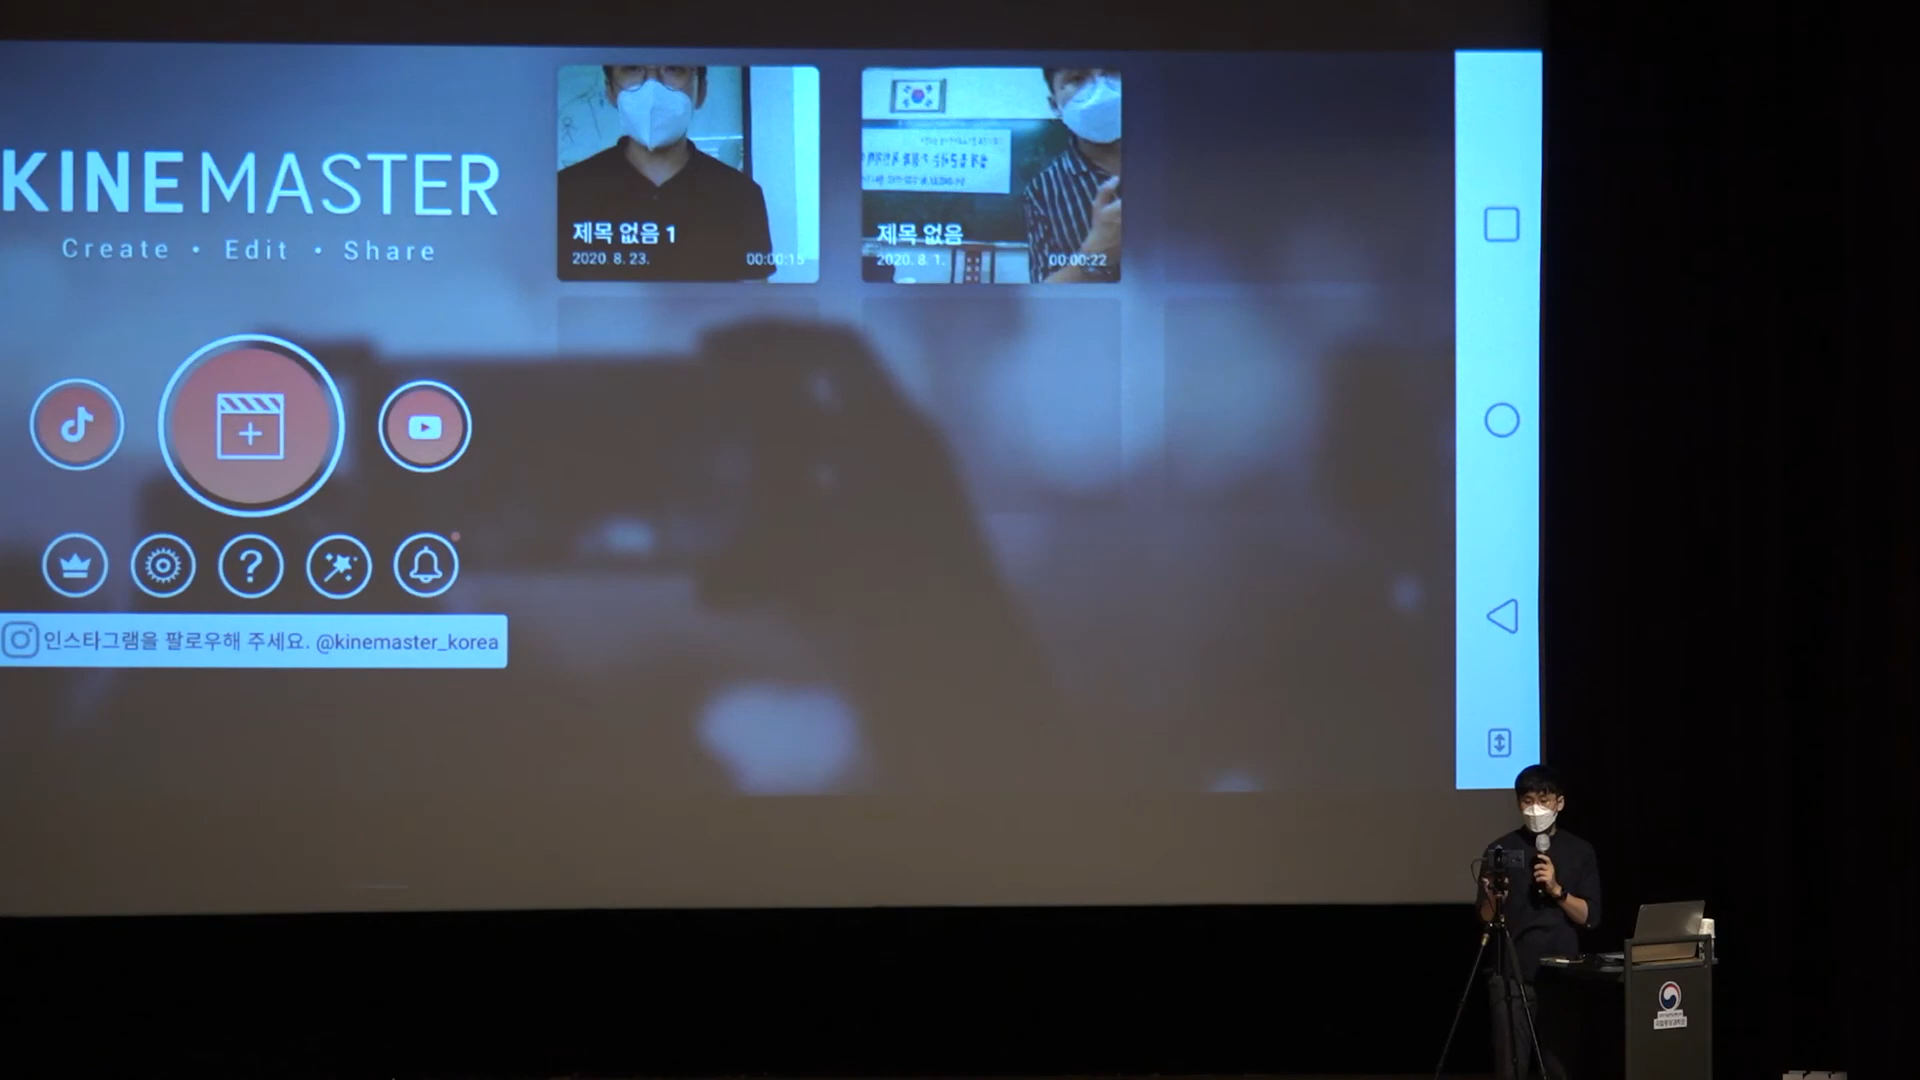 KINEMASTER
Create • Edit • Share
제목 없음 1
2020. 8. 23.
00:00:15
제목 없음
2020. 8. 1.
00:00:22
인스타그램을 팔로우해 주세요. @kinemaster_korea